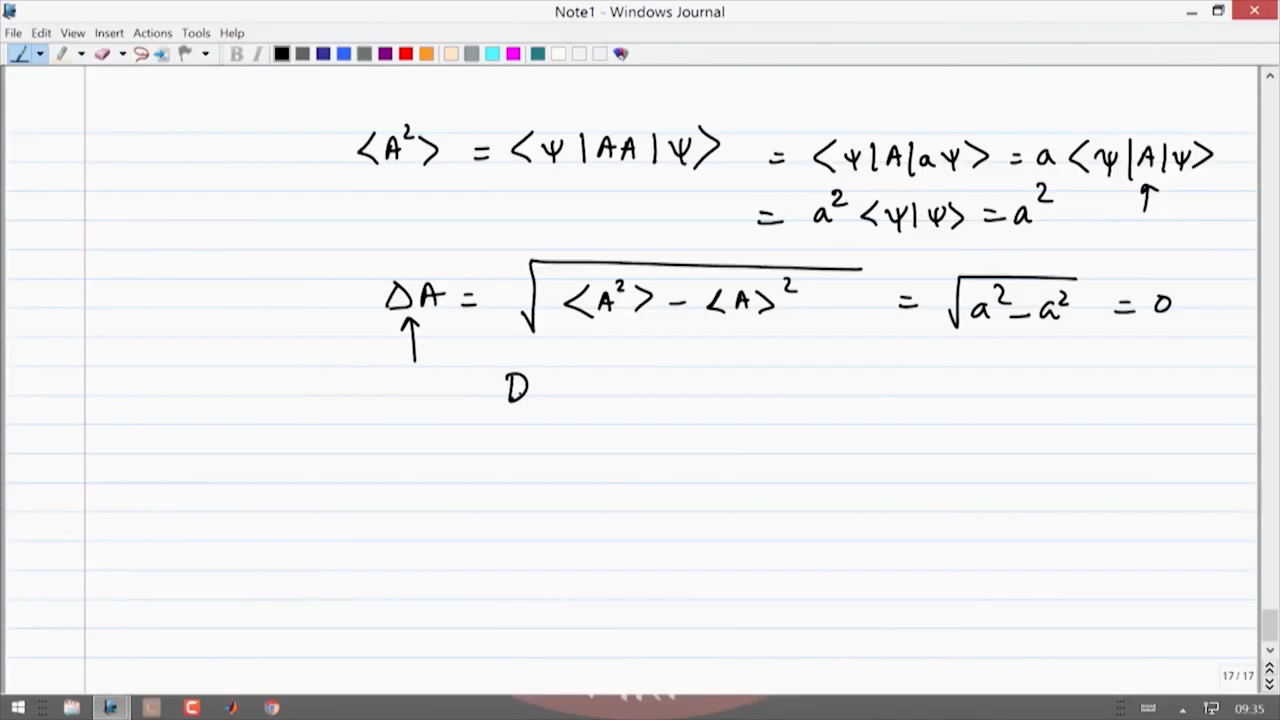 Note1 - Windows Journal
File Edit View Insert Actions Tools Help
B I
<A²> = <Ψ|AA|Ψ> = <Ψ|A|aΨ> = a<Ψ|A|Ψ>
= a²<Ψ|Ψ> = a²
ΔA = √(<A²> - <A>²) = √(a² - a²) = 0
D
17 / 17
09:35